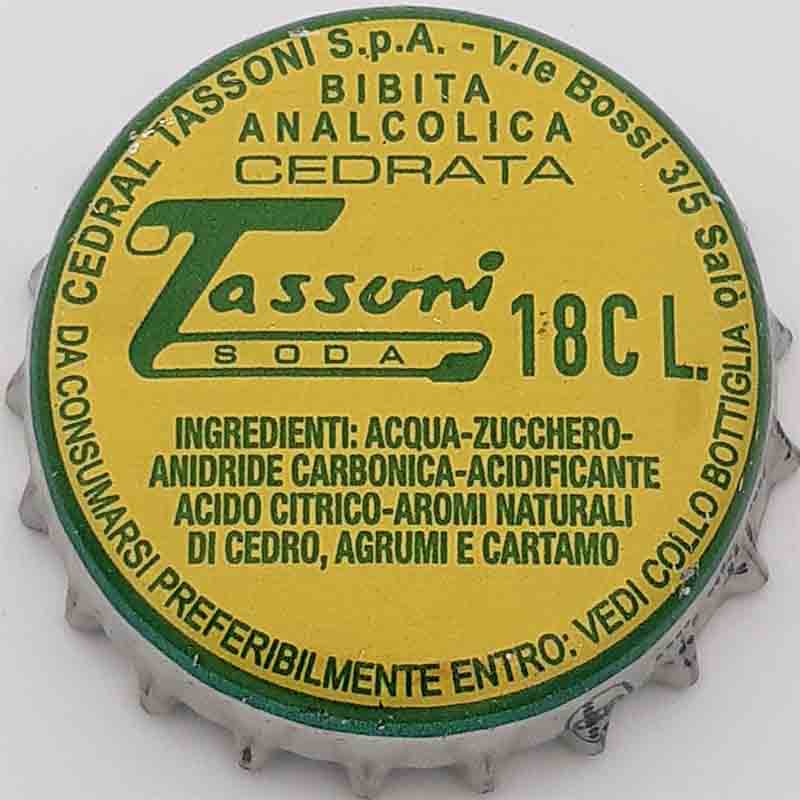 CEDRAL TASSONI S.p.A. - V.le Bossi 3/5 Salò
BIBITA
ANALCOLICA
CEDRATA
Tassoni
SODA
18CL.
INGREDIENTI: ACQUA-ZUCCHERO-
ANIDRIDE CARBONICA-ACIDIFICANTE
ACIDO CITRICO-AROMI NATURALI
DI CEDRO, AGRUMI E CARTAMO
DA CONSUMARSI PREFERIBILMENTE ENTRO: VEDI COLLO BOTTIGLIA